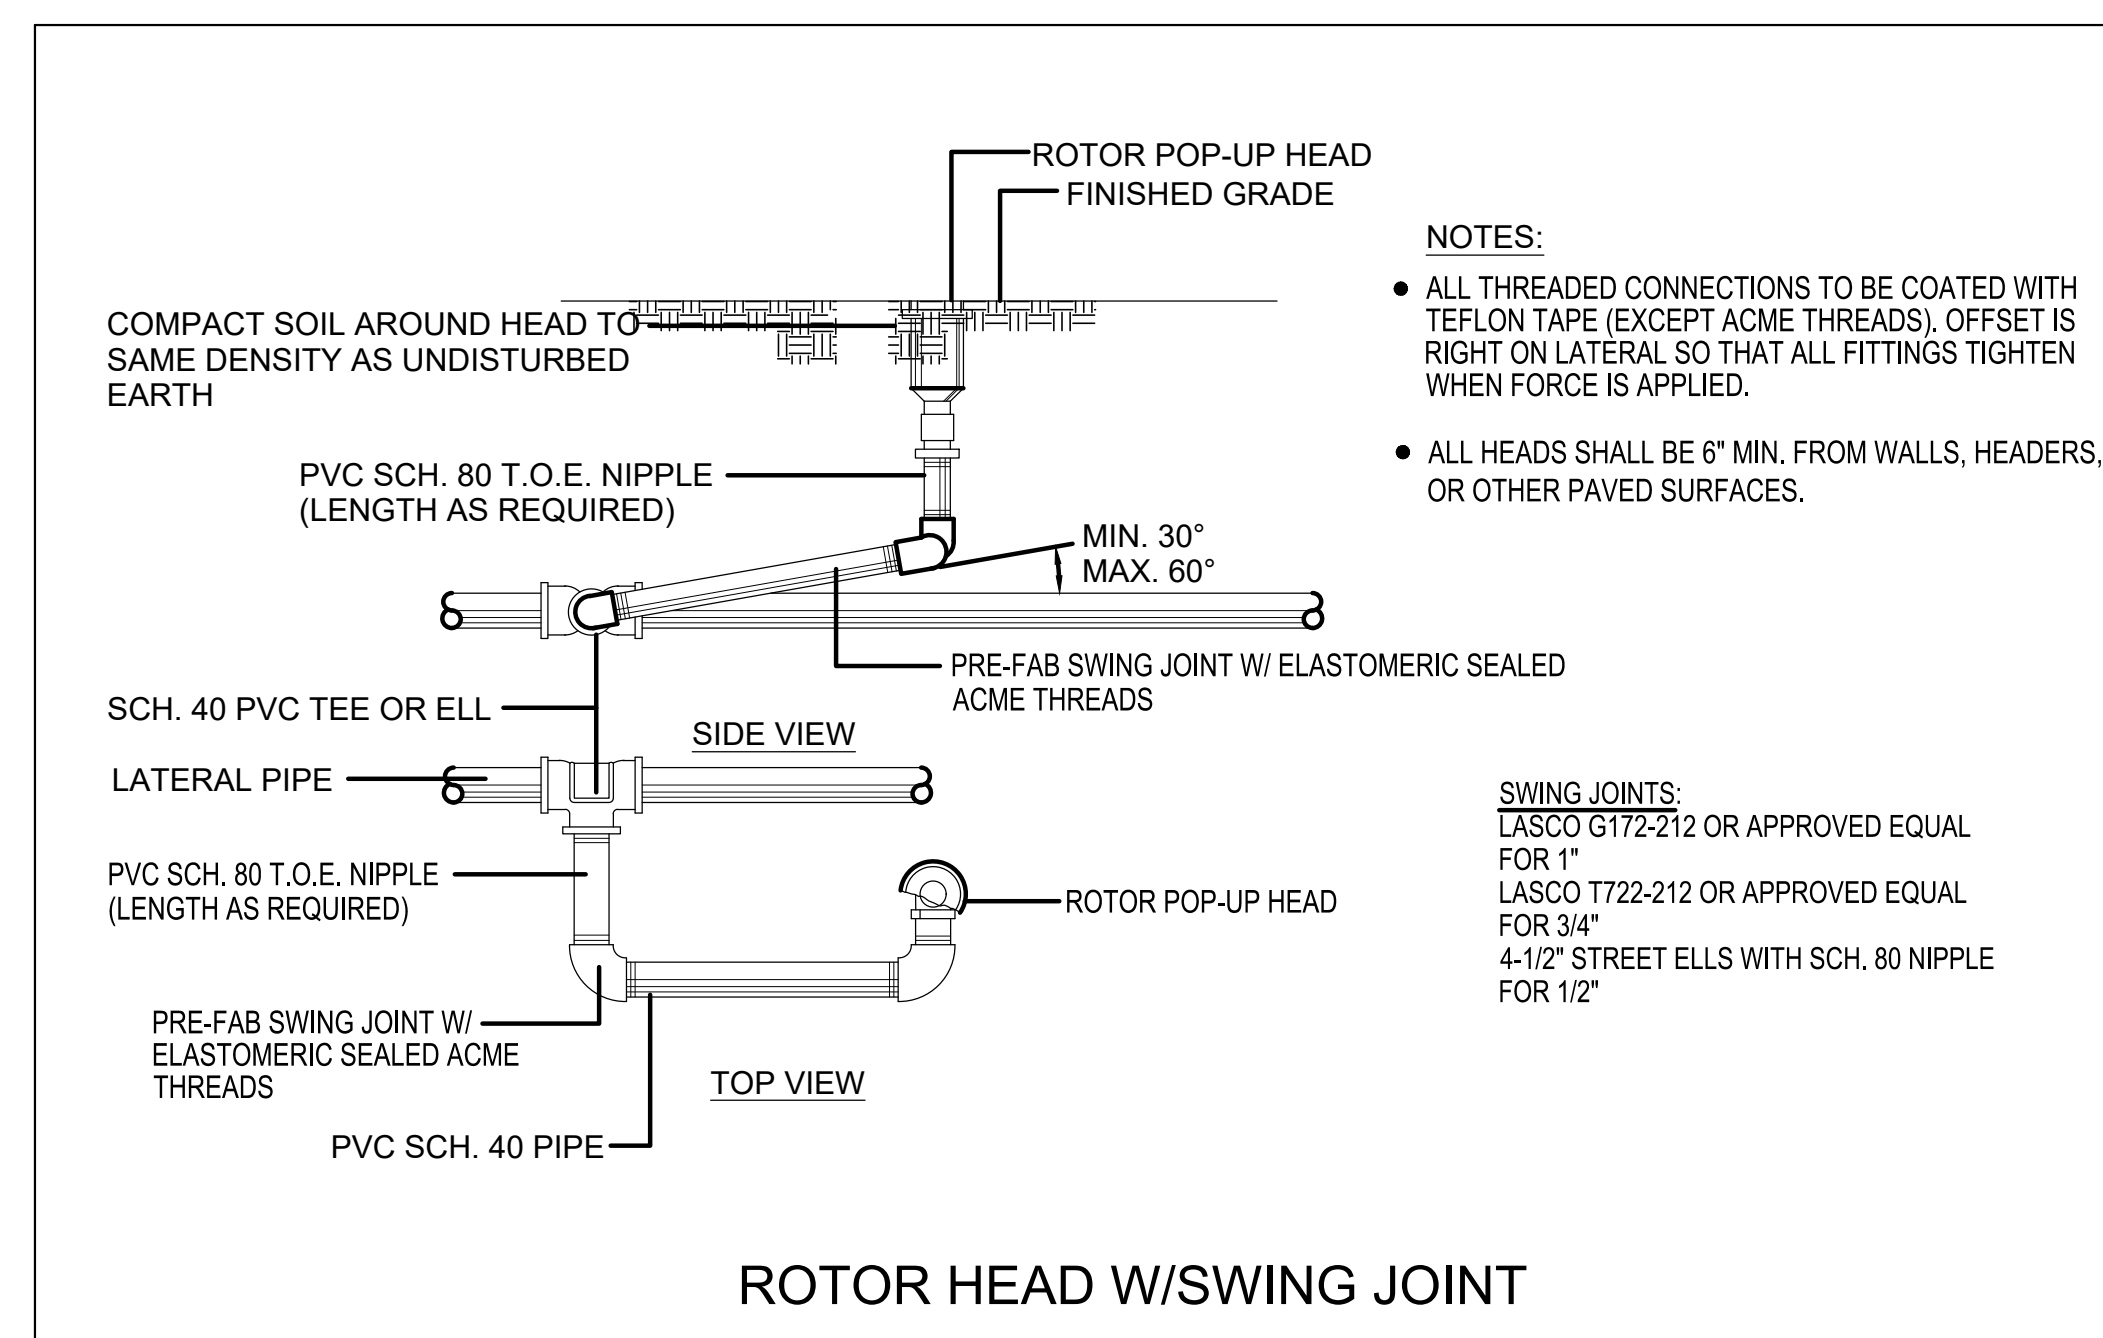 ROTOR POP-UP HEAD
FINISHED GRADE
COMPACT SOIL AROUND HEAD TO
SAME DENSITY AS UNDISTURBED
EARTH
PVC SCH. 80 T.O.E. NIPPLE
(LENGTH AS REQUIRED)
MIN. 30°
MAX. 60°
PRE-FAB SWING JOINT W/ ELASTOMERIC SEALED
ACME THREADS
SCH. 40 PVC TEE OR ELL
SIDE VIEW
LATERAL PIPE
PVC SCH. 80 T.O.E. NIPPLE
(LENGTH AS REQUIRED)
ROTOR POP-UP HEAD
PRE-FAB SWING JOINT W/
ELASTOMERIC SEALED ACME
THREADS
TOP VIEW
PVC SCH. 40 PIPE
NOTES:
● ALL THREADED CONNECTIONS TO BE COATED WITH
TEFLON TAPE (EXCEPT ACME THREADS). OFFSET IS
RIGHT ON LATERAL SO THAT ALL FITTINGS TIGHTEN
WHEN FORCE IS APPLIED.
● ALL HEADS SHALL BE 6" MIN. FROM WALLS, HEADERS,
OR OTHER PAVED SURFACES.
SWING JOINTS:
LASCO G172-212 OR APPROVED EQUAL
FOR 1"
LASCO T722-212 OR APPROVED EQUAL
FOR 3/4"
4-1/2" STREET ELLS WITH SCH. 80 NIPPLE
FOR 1/2"
ROTOR HEAD W/SWING JOINT